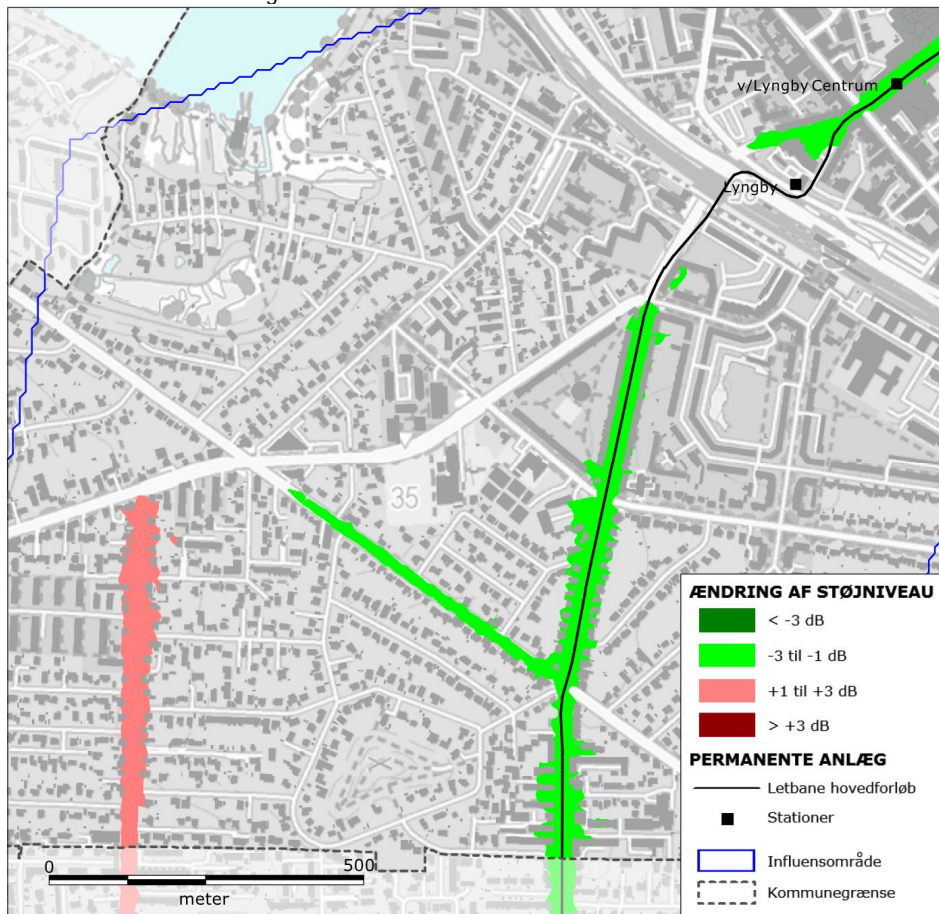 v/Lyngby Centrum
Lyngby
35
ÆNDRING AF STØJNIVEAU
< -3 dB
-3 til -1 dB
+1 til +3 dB
> +3 dB
PERMANENTE ANLÆG
Letbane hovedforløb
Stationer
Influensområde
Kommunegrænse
0 500
meter